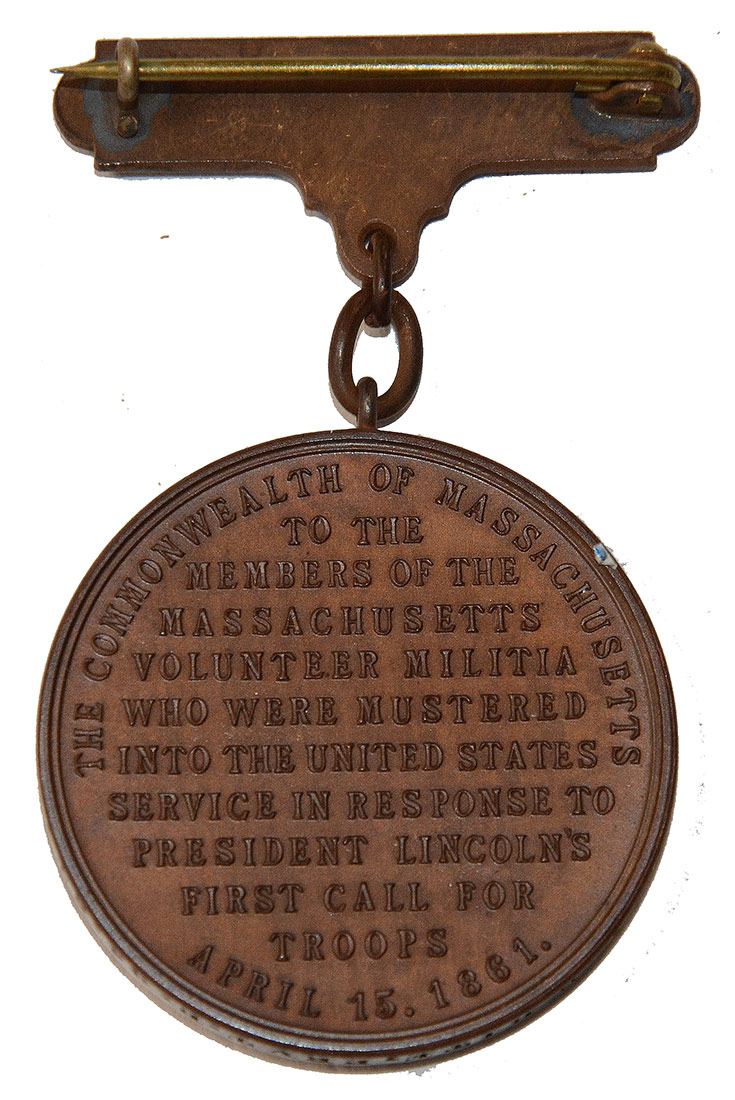 THE COMMONWEALTH OF MASSACHUSETTS
TO THE
MEMBERS OF THE
MASSACHUSETTS
VOLUNTEER MILITIA
WHO WERE MUSTERED
INTO THE UNITED STATES
SERVICE IN RESPONSE TO
PRESIDENT LINCOLN'S
FIRST CALL FOR
TROOPS
APRIL 15. 1861.